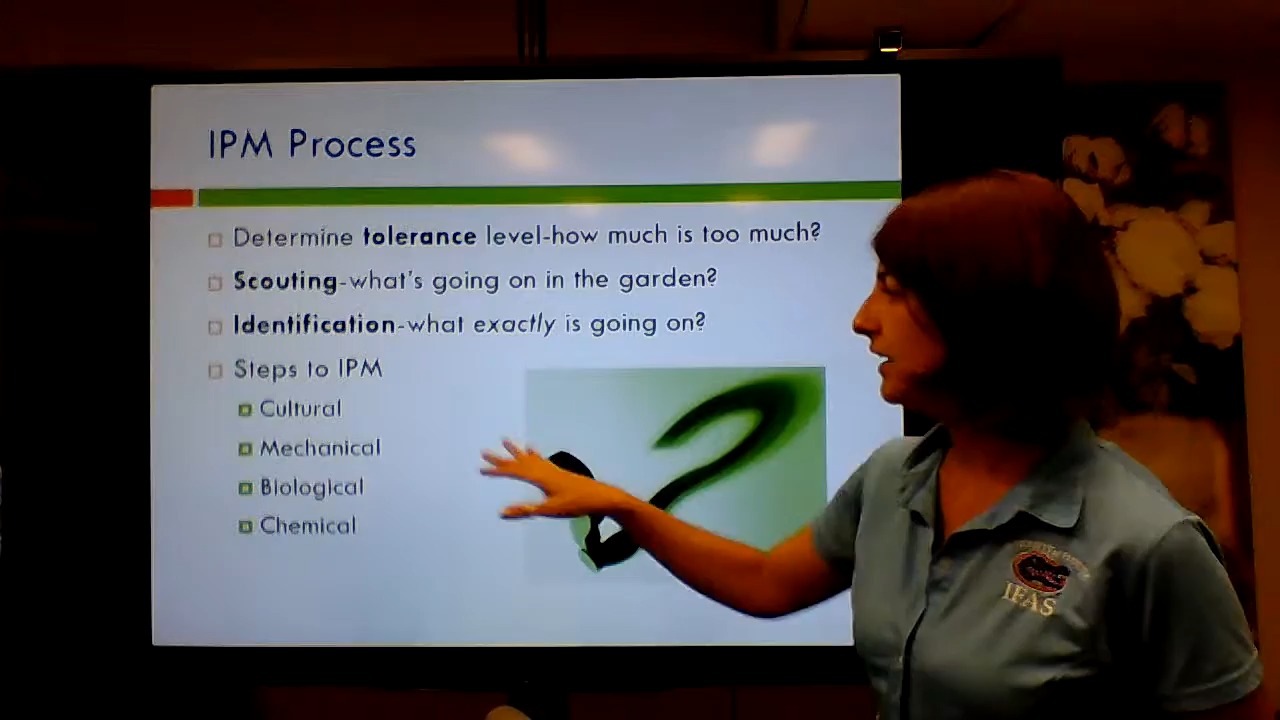 IPM Process
Determine tolerance level-how much is too much?
Scouting-what's going on in the garden?
Identification-what exactly is going on?
Steps to IPM
Cultural
Mechanical
Biological
Chemical
IFAS